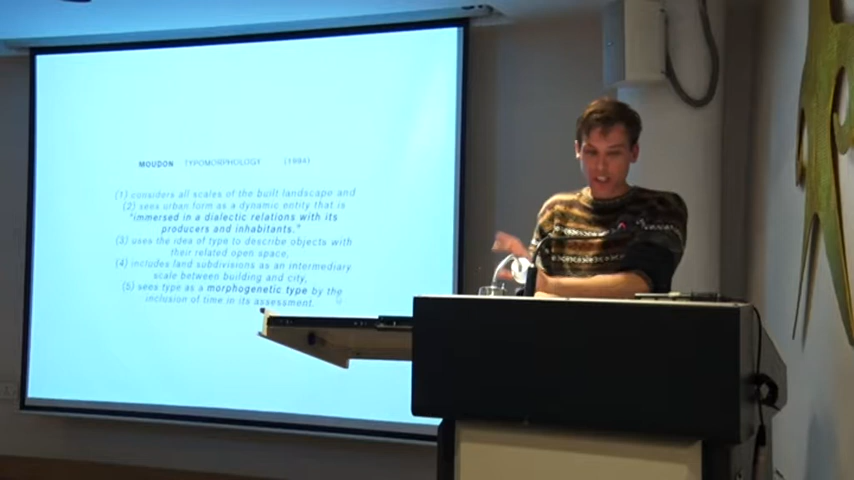 MOUDON TYPOMORPHOLOGY (1994)
(1) considers all scales of the built landscape and
(2) sees urban form as a dynamic entity that is
"immersed in a dialectic relations with its
producers and inhabitants."
(3) uses the idea of type to describe objects with
their related open space,
(4) includes land subdivisions as an intermediary
scale between building and city,
(5) sees type as a morphogenetic type by the
inclusion of time in its assessment.